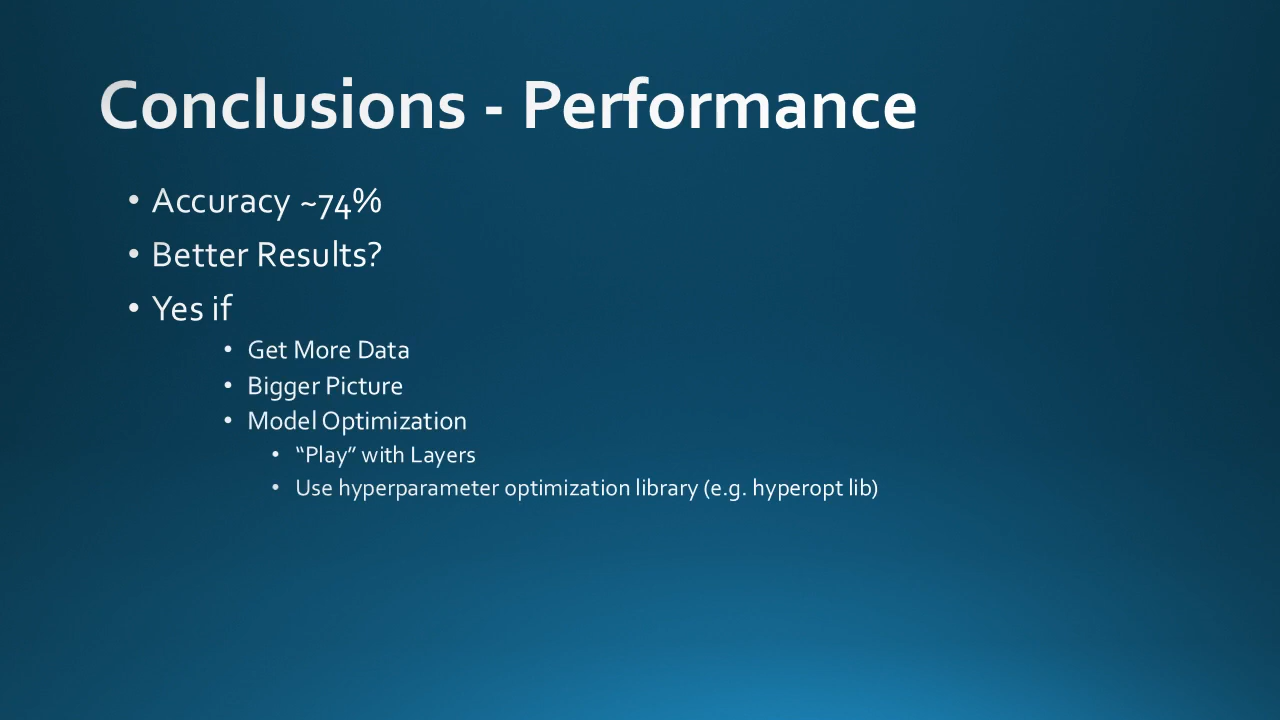 Conclusions - Performance
• Accuracy ~74%
• Better Results?
• Yes if
• Get More Data
• Bigger Picture
• Model Optimization
• “Play” with Layers
• Use hyperparameter optimization library (e.g. hyperopt lib)